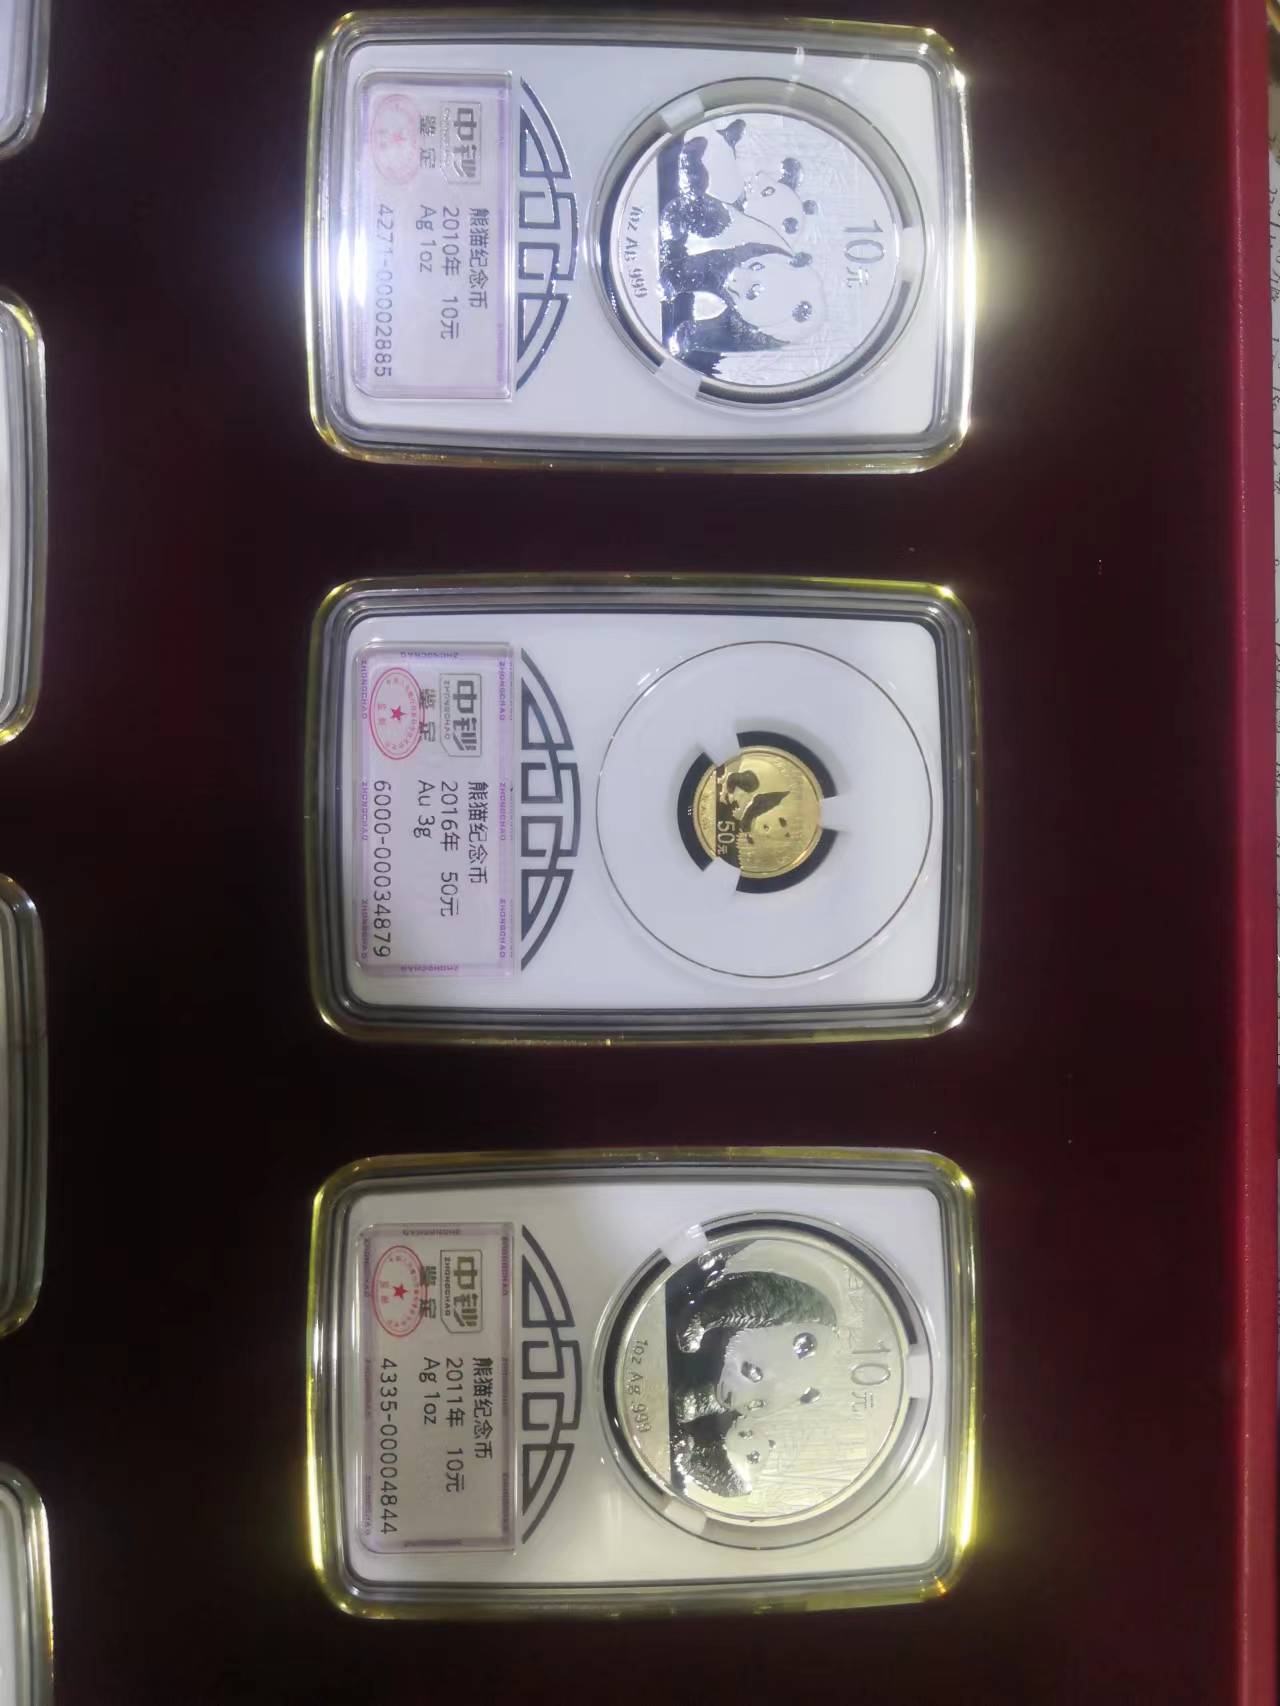 中钞
ZHONGCHAO
鉴定
熊猫纪念币
2010年 10元
Ag 1oz
4271-00002885
10元
1oz Ag 999
中钞
ZHONGCHAO
鉴定
熊猫纪念币
2016年 50元
Au 3g
6000-00034879
50元
中钞
ZHONGCHAO
鉴定
熊猫纪念币
2011年 10元
Ag 1oz
4335-00004844
10元
1oz Ag 999